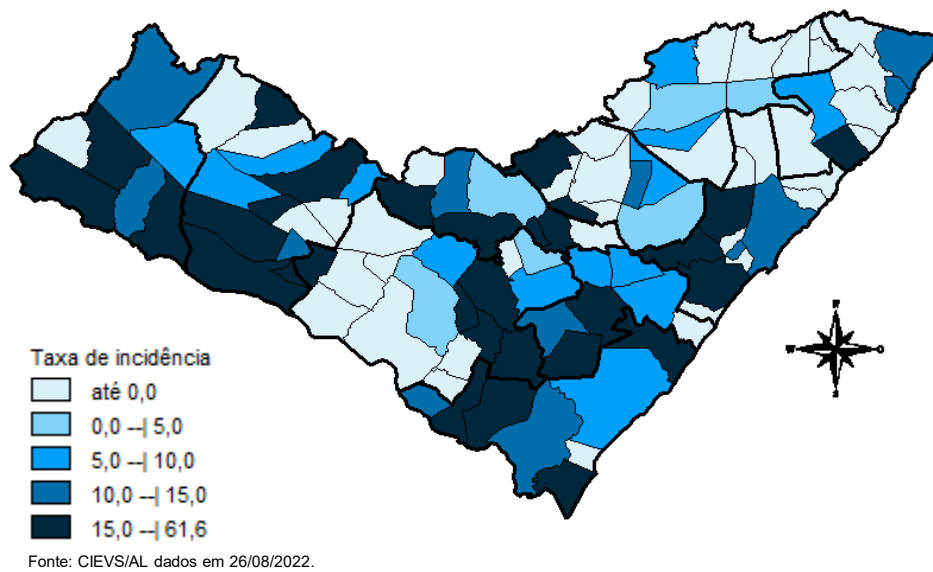 N
W
O
S
Taxa de incidência
até 0,0
0,0 --| 5,0
5,0 --| 10,0
10,0 --| 15,0
15,0 --| 61,6
Fonte: CIEVS/AL dados em 26/08/2022.